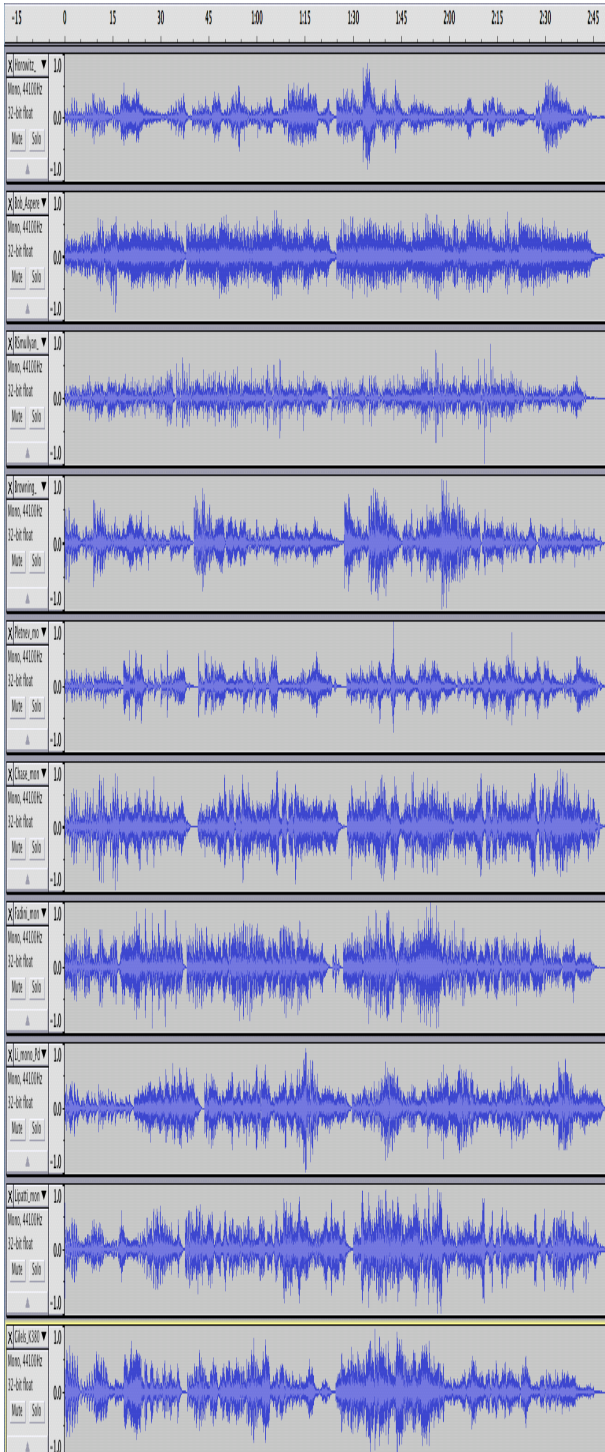 -15 0 15 30 45 1:00 1:15 1:30 1:45 2:00 2:15 2:30 2:45
X Horowitz_ ▼ 1.0
Mono, 44100Hz
32-bit float 0.0
Mute Solo
-1.0
X Bob_Aspere ▼ 1.0
Mono, 44100Hz
32-bit float 0.0
Mute Solo
-1.0
X RSmullyan_ ▼ 1.0
Mono, 44100Hz
32-bit float 0.0
Mute Solo
-1.0
X Browning_ ▼ 1.0
Mono, 44100Hz
32-bit float 0.0
Mute Solo
-1.0
X Pletnev_mo ▼ 1.0
Mono, 44100Hz
32-bit float 0.0
Mute Solo
-1.0
X Chase_mon ▼ 1.0
Mono, 44100Hz
32-bit float 0.0
Mute Solo
-1.0
X Fadini_mon ▼ 1.0
Mono, 44100Hz
32-bit float 0.0
Mute Solo
-1.0
X Li_mono_Pd ▼ 1.0
Mono, 44100Hz
32-bit float 0.0
Mute Solo
-1.0
X Lipatti_mon ▼ 1.0
Mono, 44100Hz
32-bit float 0.0
Mute Solo
-1.0
X Gilels_K380 ▼ 1.0
Mono, 44100Hz
32-bit float 0.0
Mute Solo
-1.0